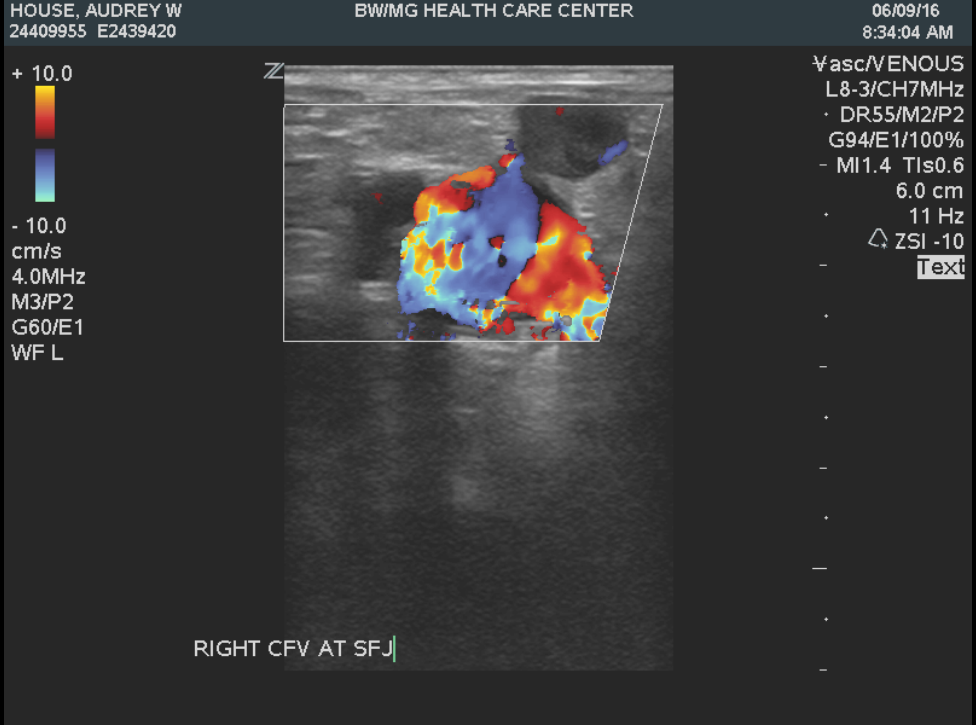 HOUSE, AUDREY W
BW/MG HEALTH CARE CENTER
06/09/16
24409955 E2439420
8:34:04 AM
+ 10.0
- 10.0
cm/s
4.0MHz
M3/P2
G60/E1
WF L
Z
Vasc/VENOUS
L8-3/CH7MHz
DR55/M2/P2
G94/E1/100%
MI1.4 TIs0.6
6.0 cm
11 Hz
ZSI -10
Text
RIGHT CFV AT SFJ